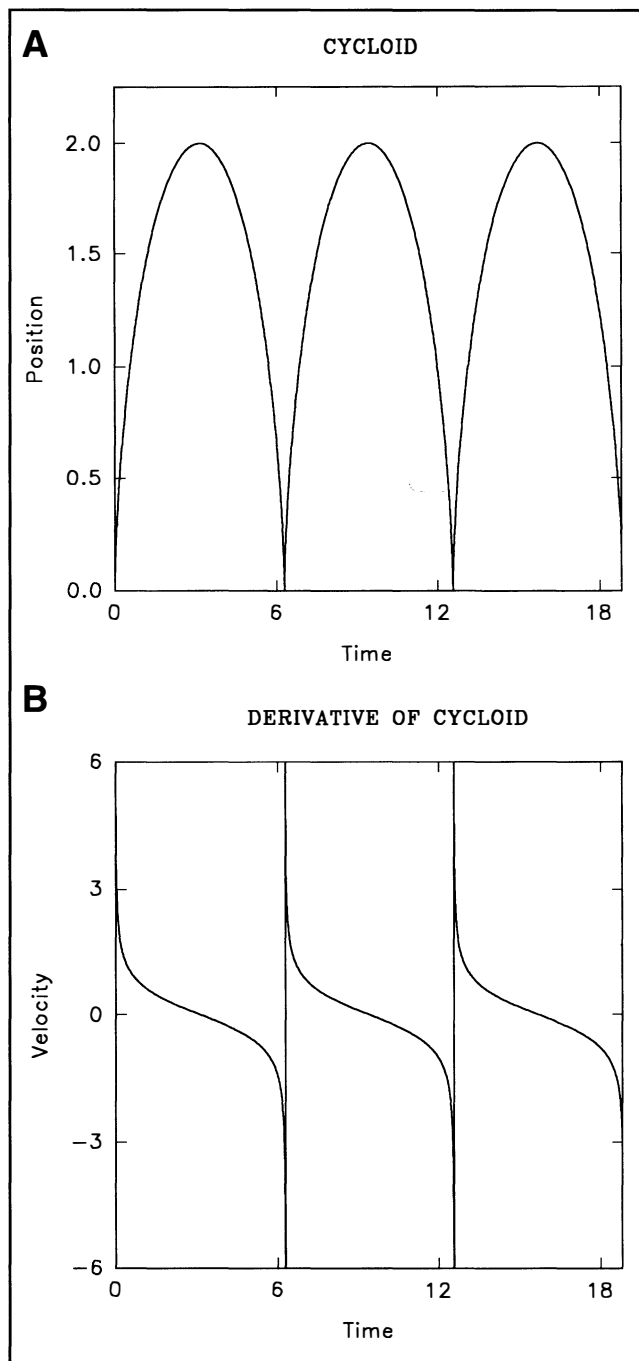 A
CYCLOID
2.0
1.5
1.0
0.5
0.0
Position
0 6 12 18
Time
B
DERIVATIVE OF CYCLOID
6
3
0
−3
−6
Velocity
0 6 12 18
Time